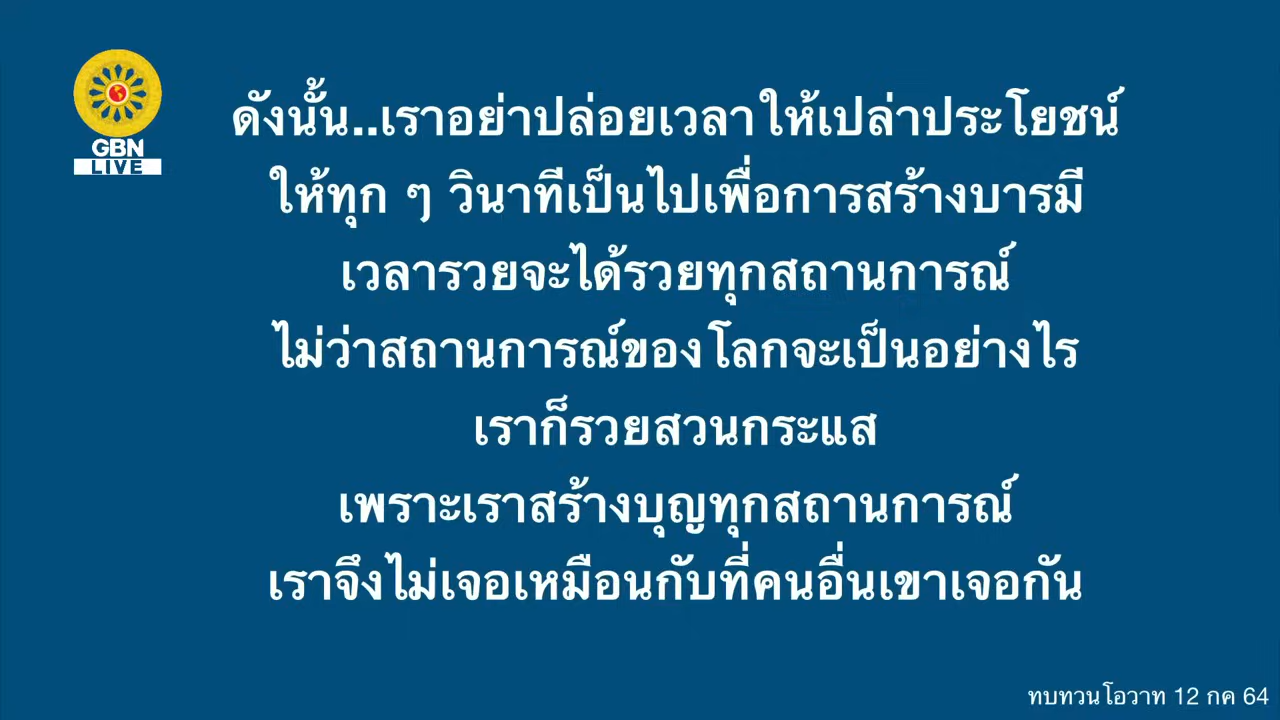 GBN
LIVE
ดังนั้น..เราอย่าปล่อยเวลาให้เปล่าประโยชน์
ให้ทุก ๆ วินาทีเป็นไปเพื่อการสร้างบารมี
เวลารวยจะได้รวยทุกสถานการณ์
ไม่ว่าสถานการณ์ของโลกจะเป็นอย่างไร
เราก็รวยสวนกระแส
เพราะเราสร้างบุญทุกสถานการณ์
เราจึงไม่เจอเหมือนกับที่คนอื่นเขาเจอกัน
ทบทวนโอวาท 12 กค 64